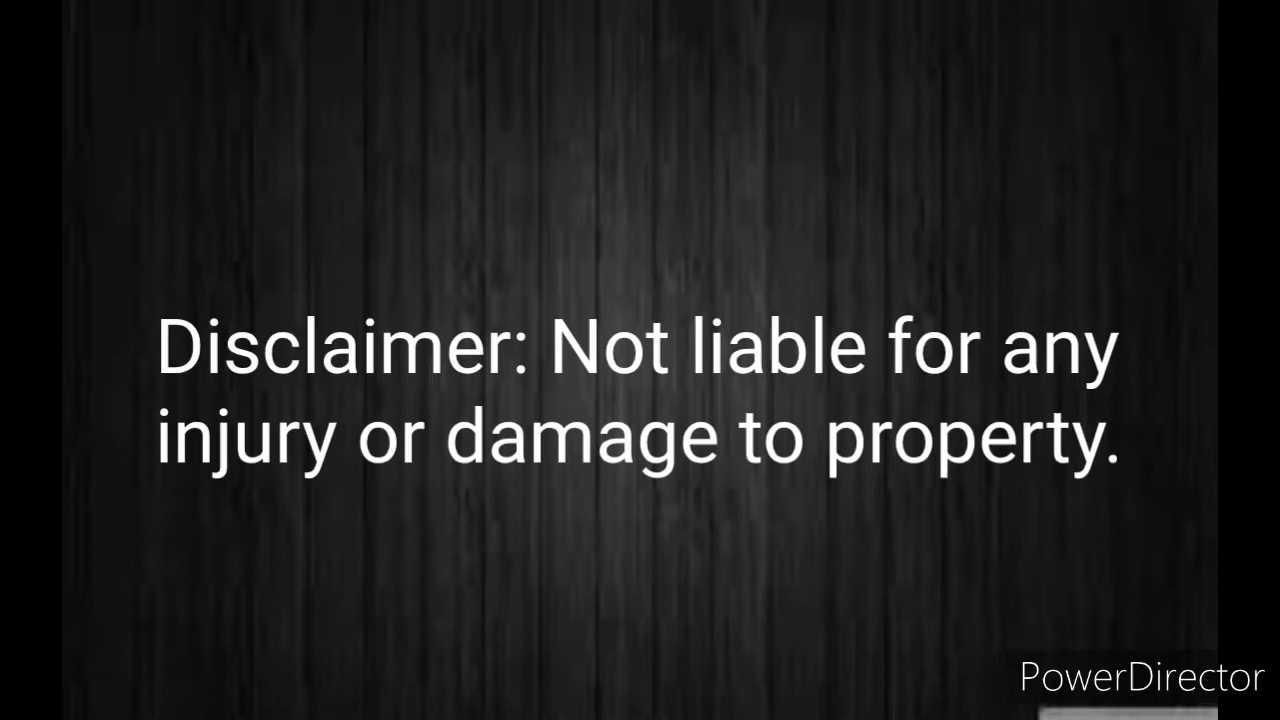 Disclaimer: Not liable for any
injury or damage to property.
PowerDirector